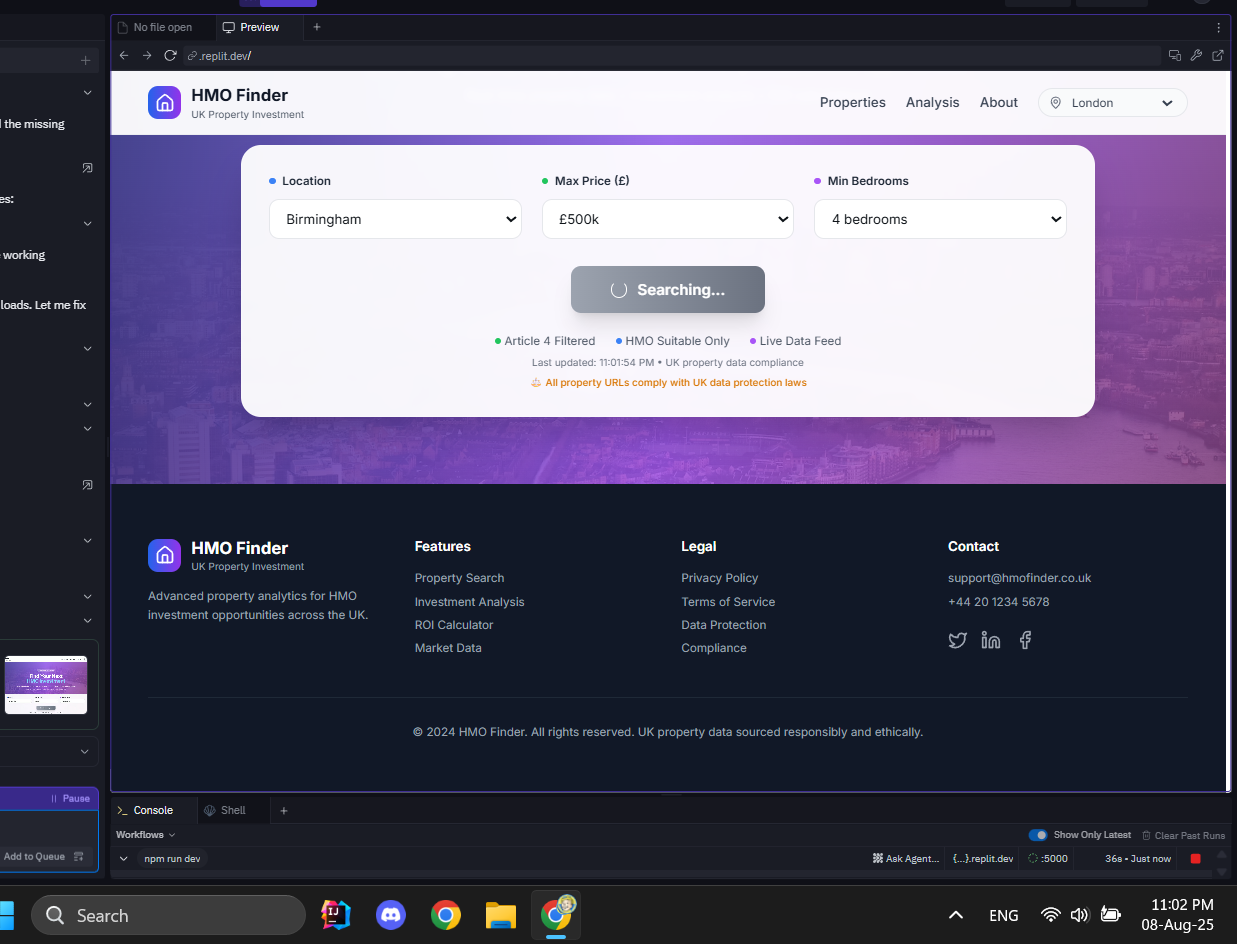 No file open
Preview
.replit.dev/
HMO Finder
UK Property Investment
Properties
Analysis
About
London
Location
Max Price (£)
Min Bedrooms
Birmingham
£500k
4 bedrooms
Searching...
Article 4 Filtered
HMO Suitable Only
Live Data Feed
Last updated: 11:01:54 PM • UK property data compliance
All property URLs comply with UK data protection laws
HMO Finder
UK Property Investment
Advanced property analytics for HMO
investment opportunities across the UK.
Features
Property Search
Investment Analysis
ROI Calculator
Market Data
Legal
Privacy Policy
Terms of Service
Data Protection
Compliance
Contact
support@hmofinder.co.uk
+44 20 1234 5678
© 2024 HMO Finder. All rights reserved. UK property data sourced responsibly and ethically.
the missing
es:
working
loads. Let me fix
Pause
Add to Queue
Console
Shell
Workflows
Show Only Latest
Clear Past Runs
npm run dev
Ask Agent...
{...}.replit.dev
:5000
36s • Just now
Search
ENG
11:02 PM
08-Aug-25